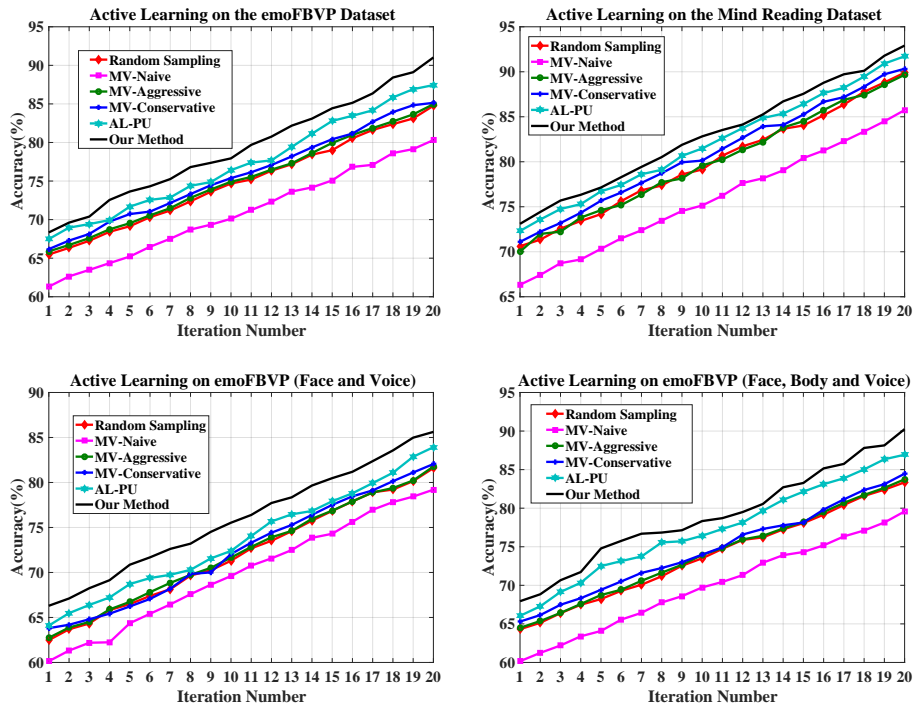 Active Learning on the emoFBVP Dataset
95
90
85
80
75
70
65
60
Accuracy(%)
Random Sampling
MV-Naive
MV-Aggressive
MV-Conservative
AL-PU
Our Method
1 2 3 4 5 6 7 8 9 10 11 12 13 14 15 16 17 18 19 20
Iteration Number
Active Learning on the Mind Reading Dataset
95
90
85
80
75
70
65
Accuracy(%)
Random Sampling
MV-Naive
MV-Aggressive
MV-Conservative
AL-PU
Our Method
1 2 3 4 5 6 7 8 9 10 11 12 13 14 15 16 17 18 19 20
Iteration Number
Active Learning on emoFBVP (Face and Voice)
90
85
80
75
70
65
60
Accuracy(%)
Random Sampling
MV-Naive
MV-Aggressive
MV-Conservative
AL-PU
Our Method
1 2 3 4 5 6 7 8 9 10 11 12 13 14 15 16 17 18 19 20
Iteration Number
Active Learning on emoFBVP (Face, Body and Voice)
95
90
85
80
75
70
65
60
Accuracy(%)
Random Sampling
MV-Naive
MV-Aggressive
MV-Conservative
AL-PU
Our Method
1 2 3 4 5 6 7 8 9 10 11 12 13 14 15 16 17 18 19 20
Iteration Number